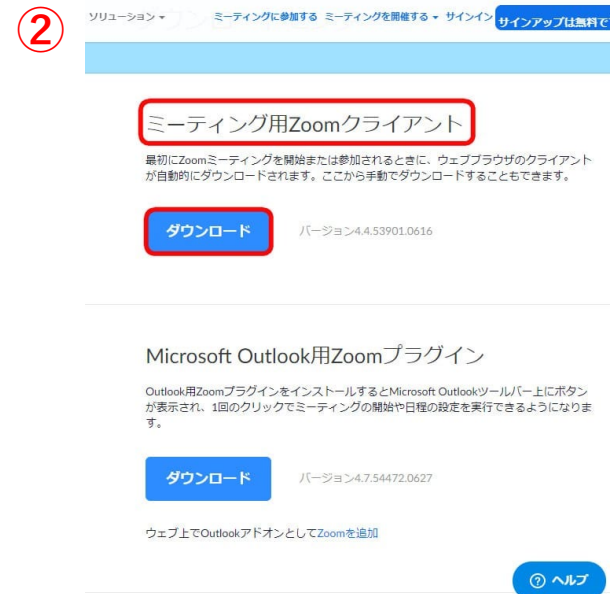 ②
ソリューション ミーティングに参加する ミーティングを開催する サインイン サインアップは無料で
ミーティング用Zoomクライアント
最初にZoomミーティングを開始または参加されるときに、ウェブブラウザのクライアント
が自動的にダウンロードされます。ここから手動でダウンロードすることもできます。
ダウンロード バージョン4.4.53901.0616
Microsoft Outlook用Zoomプラグイン
Outlook用ZoomプラグインをインストールするとMicrosoft Outlookツールバー上にボタン
が表示され、1回のクリックでミーティングの開始や日程の設定を実行できるようになりま
す。
ダウンロード バージョン4.7.54472.0627
ウェブ上でOutlookアドオンとしてZoomを追加
ヘルプ